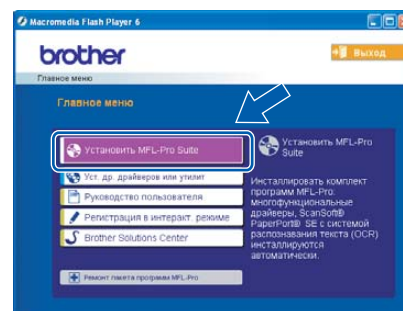 Macromedia Flash Player 6
brother
Выход
Главное меню
Главное меню
Установить MFL-Pro Suite
Уст. др. драйверов или утилит
Руководство пользователя
Регистрация в интеракт. режиме
Brother Solutions Center
Ремонт пакета программ MFL-Pro
Установить MFL-Pro
Suite
Инсталлировать комплект
программ MFL-Pro:
многофункциональные
драйверы, ScanSoft®
PaperPort® SE с системой
распознавания текста (OCR)
инсталлируются
автоматически.